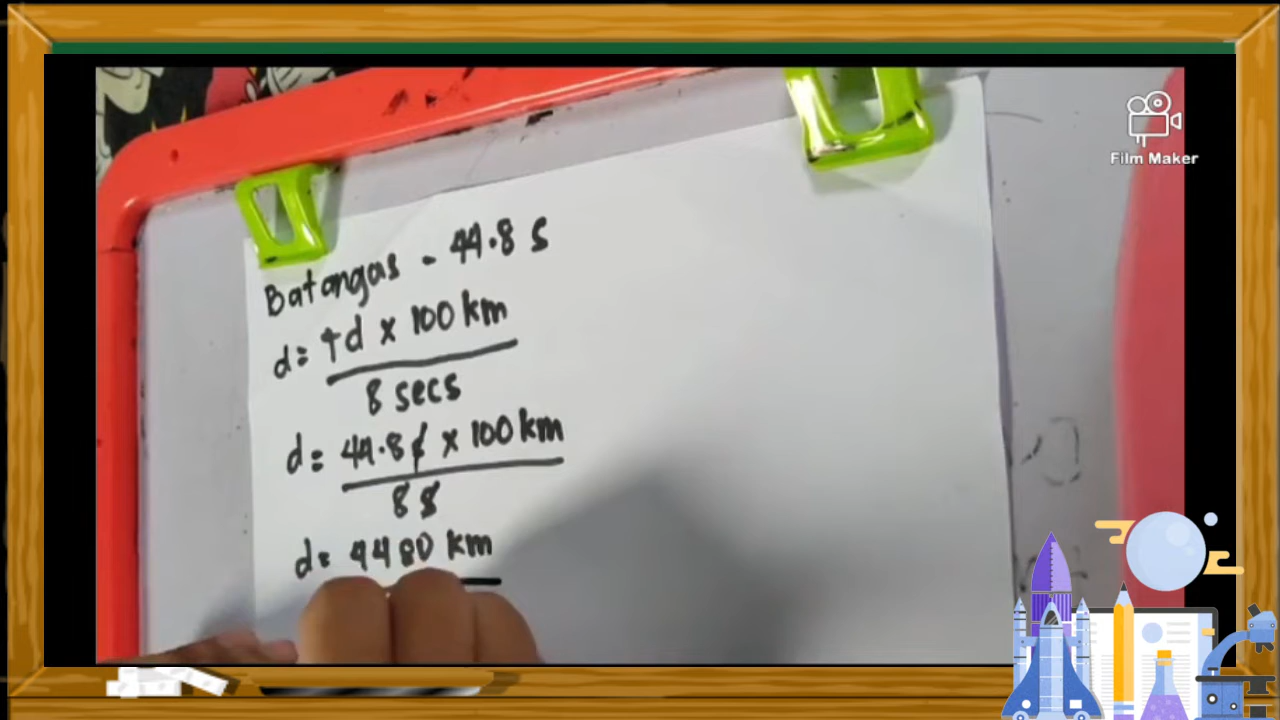 Film Maker
Batangas - 44.8 s
d = Td x 100 km
8 secs
d = 44.8 s x 100 km
8 s
d = 4480 km